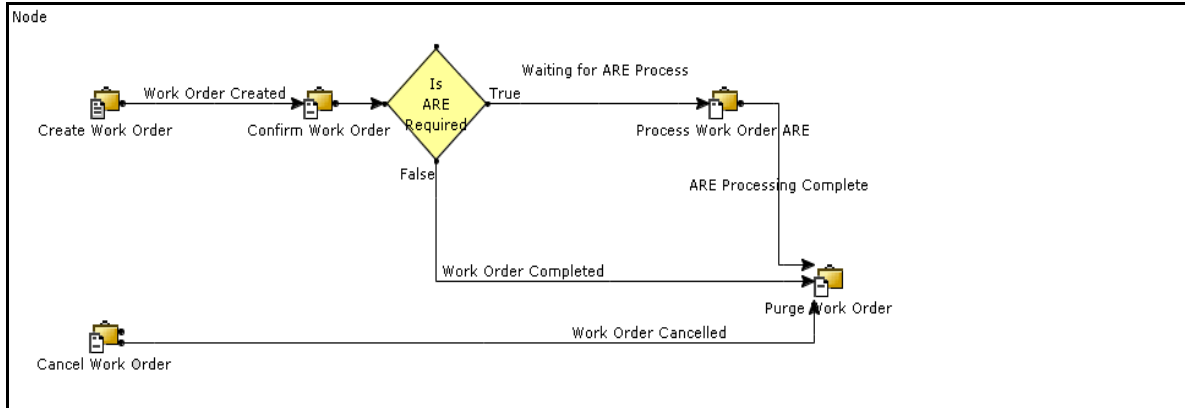 Node
Waiting for ARE Process
Work Order Created
Is
ARE
Required
True
Create Work Order
Confirm Work Order
Process Work Order ARE
False
ARE Processing Complete
Work Order Completed
Purge Work Order
Work Order Cancelled
Cancel Work Order